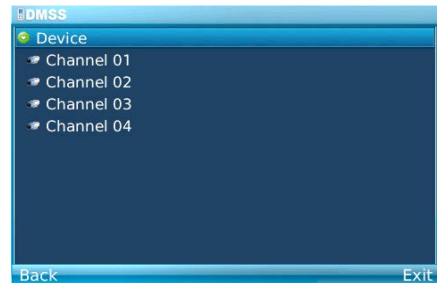 DMSS
Device
Channel 01
Channel 02
Channel 03
Channel 04
Back Exit